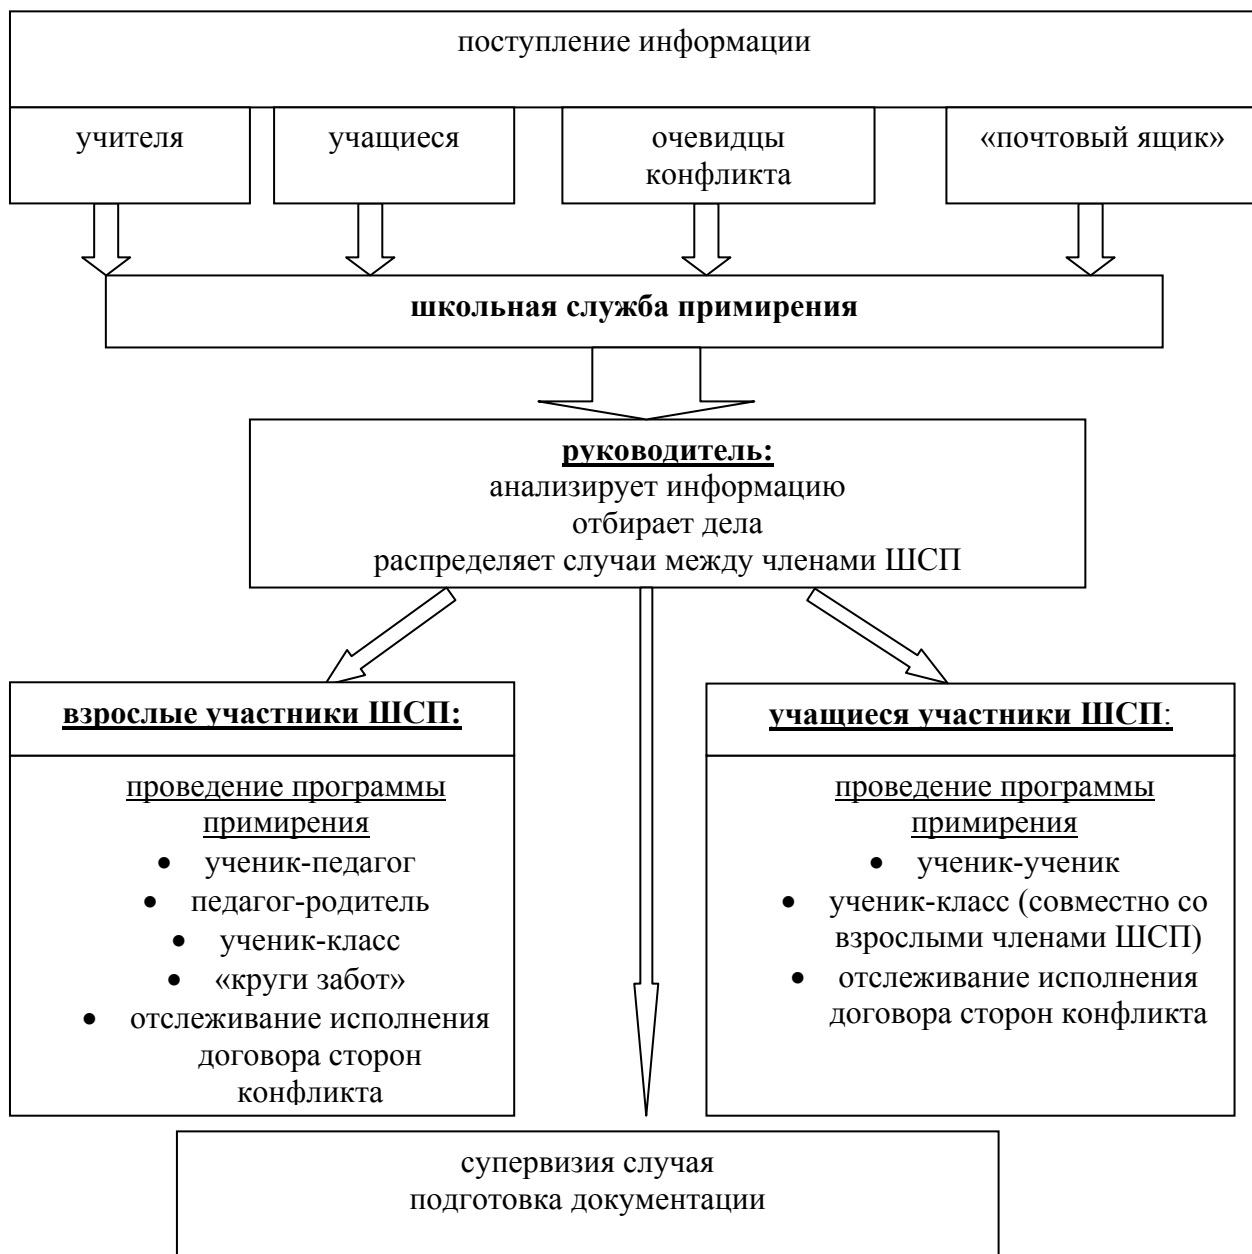 поступление информации
учителя
учащиеся
очевидцы
конфликта
«почтовый ящик»
школьная служба примирения
руководитель:
анализирует информацию
отбирает дела
распределяет случаи между членами ШСП
взрослые участники ШСП:
проведение программы
примирения
• ученик-педагог
• педагог-родитель
• ученик-класс
• «круги забот»
• отслеживание исполнения
договора сторон
конфликта
учащиеся участники ШСП:
проведение программы
примирения
• ученик-ученик
• ученик-класс (совместно со
взрослыми членами ШСП)
• отслеживание исполнения
договора сторон конфликта
супервизия случая
подготовка документации